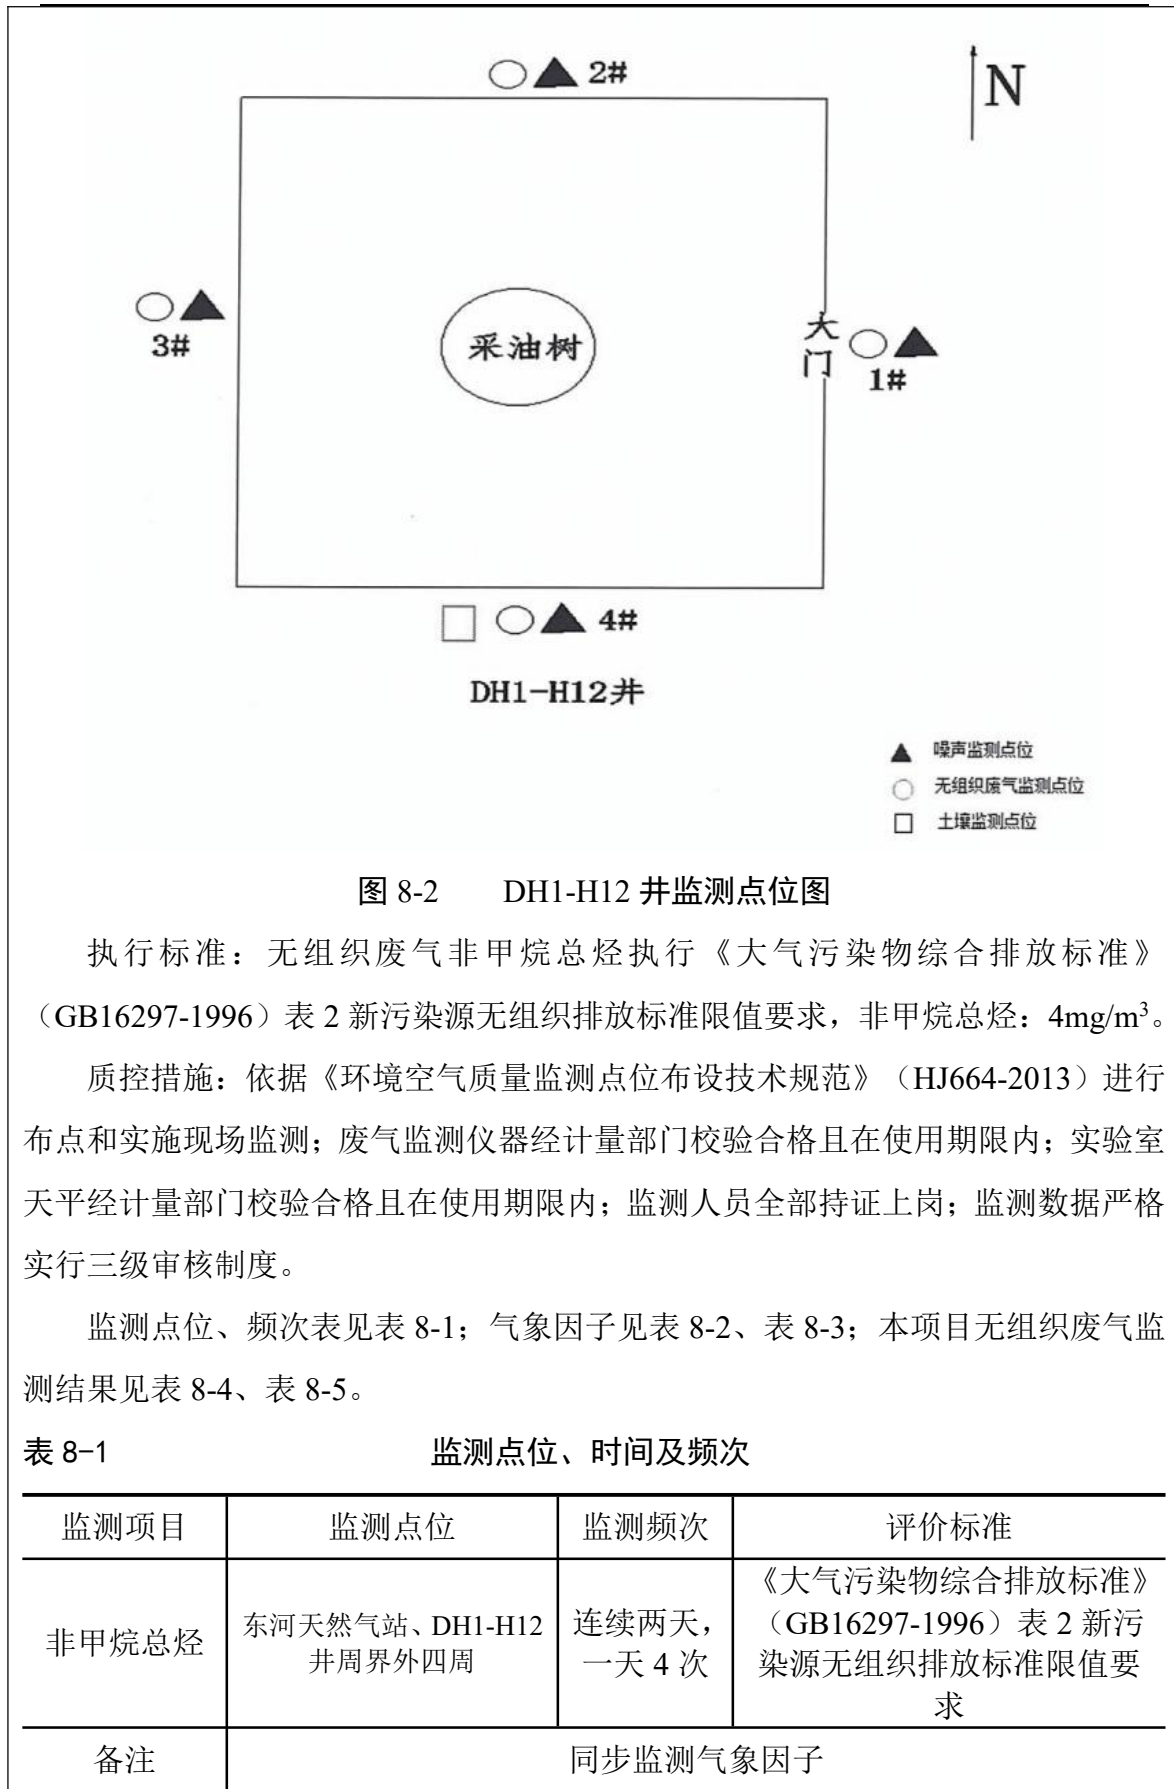 2#
N
3#
采油树
大门
1#
4#
DH1-H12井
噪声监测点位
无组织废气监测点位
土壤监测点位
图 8-2 DH1-H12 井监测点位图
执行标准：无组织废气非甲烷总烃执行《大气污染物综合排放标准》
（GB16297-1996）表 2 新污染源无组织排放标准限值要求，非甲烷总烃：4mg/m³。
质控措施：依据《环境空气质量监测点位布设技术规范》（HJ664-2013）进行
布点和实施现场监测；废气监测仪器经计量部门校验合格且在使用期限内；实验室
天平经计量部门校验合格且在使用期限内；监测人员全部持证上岗；监测数据严格
实行三级审核制度。
监测点位、频次表见表 8-1；气象因子见表 8-2、表 8-3；本项目无组织废气监
测结果见表 8-4、表 8-5。
表 8-1 监测点位、时间及频次
监测项目 监测点位 监测频次 评价标准
非甲烷总烃
东河天然气站、DH1-H12
井周界外四周
连续两天，
一天 4 次
《大气污染物综合排放标准》
（GB16297-1996）表 2 新污
染源无组织排放标准限值要
求
备注 同步监测气象因子